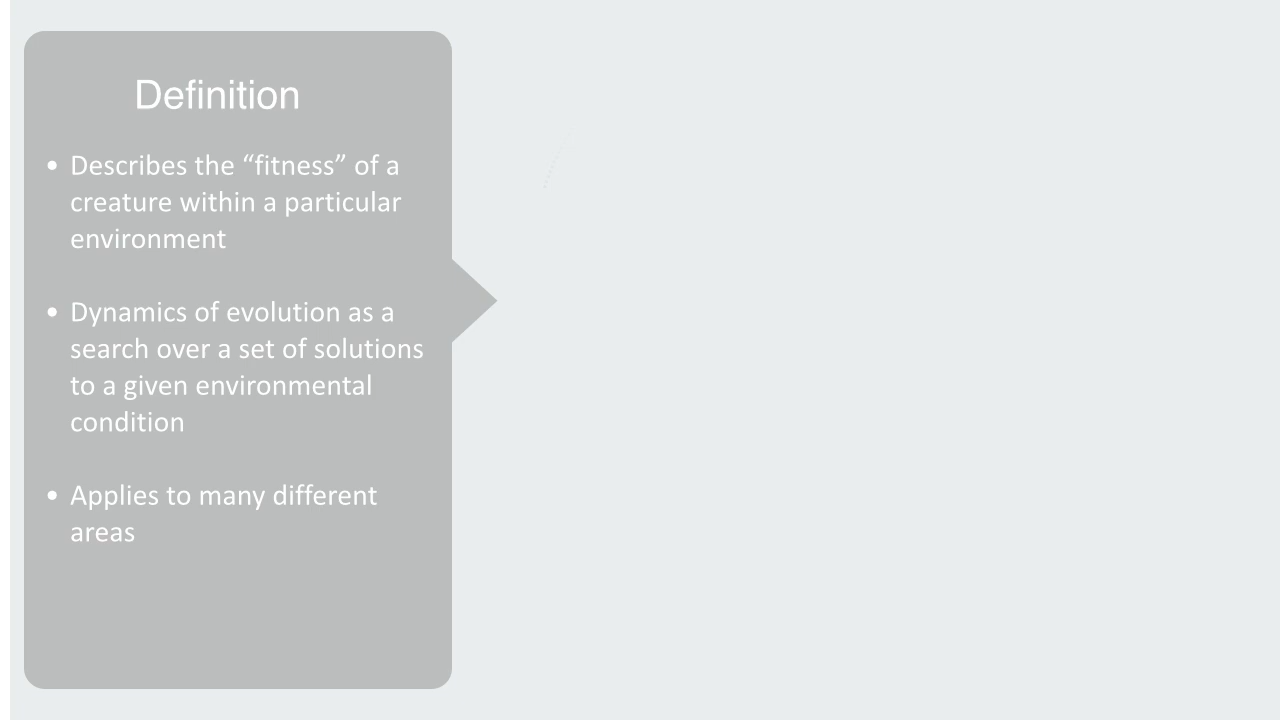 Definition
• Describes the “fitness” of a
creature within a particular
environment
• Dynamics of evolution as a
search over a set of solutions
to a given environmental
condition
• Applies to many different
areas